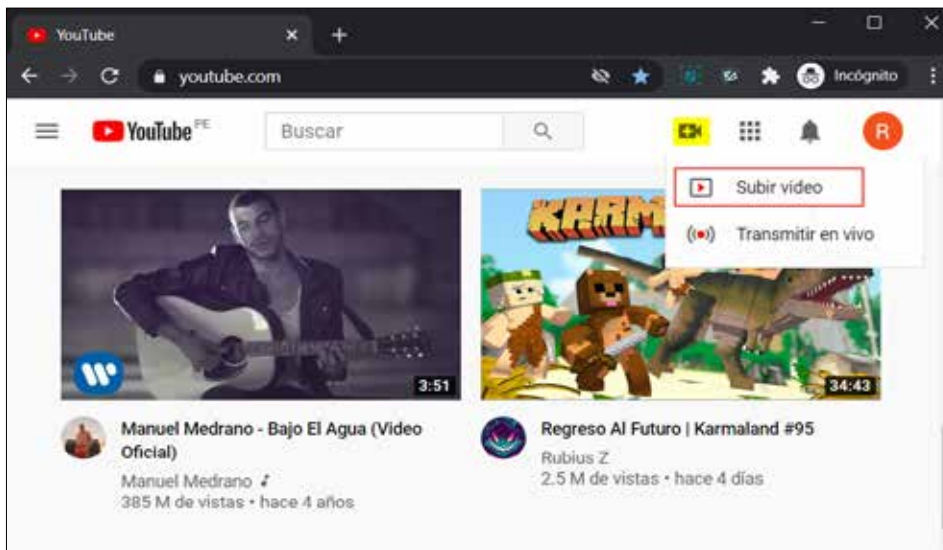 YouTube
youtube.com
Incógnito
YouTube PE
Buscar
R
Subir video
Transmitir en vivo
KARM
3:51
34:43
Manuel Medrano - Bajo El Agua (Video
Oficial)
Manuel Medrano
385 M de vistas • hace 4 años
Regreso Al Futuro | Karmaland #95
Rubius Z
2.5 M de vistas • hace 4 días